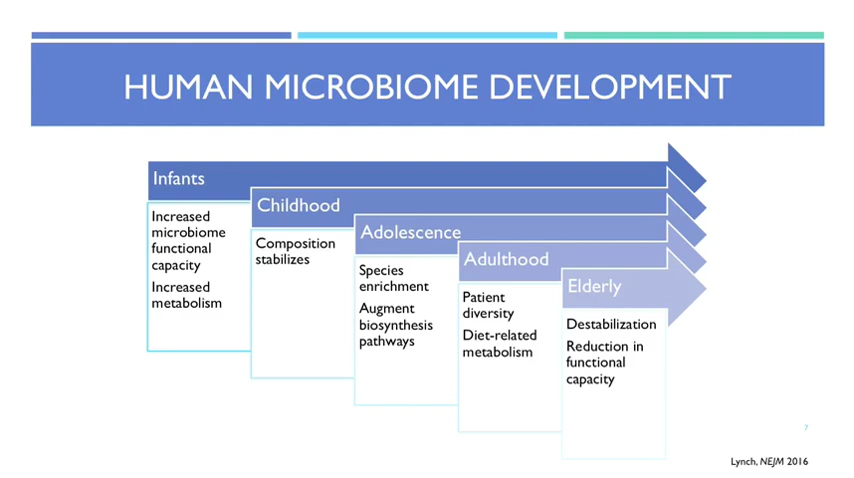 HUMAN MICROBIOME DEVELOPMENT
Infants
Increased
microbiome
functional
capacity
Increased
metabolism
Childhood
Composition
stabilizes
Adolescence
Species
enrichment
Augment
biosynthesis
pathways
Adulthood
Patient
diversity
Diet-related
metabolism
Elderly
Destabilization
Reduction in
functional
capacity
7
Lynch, NEJM 2016